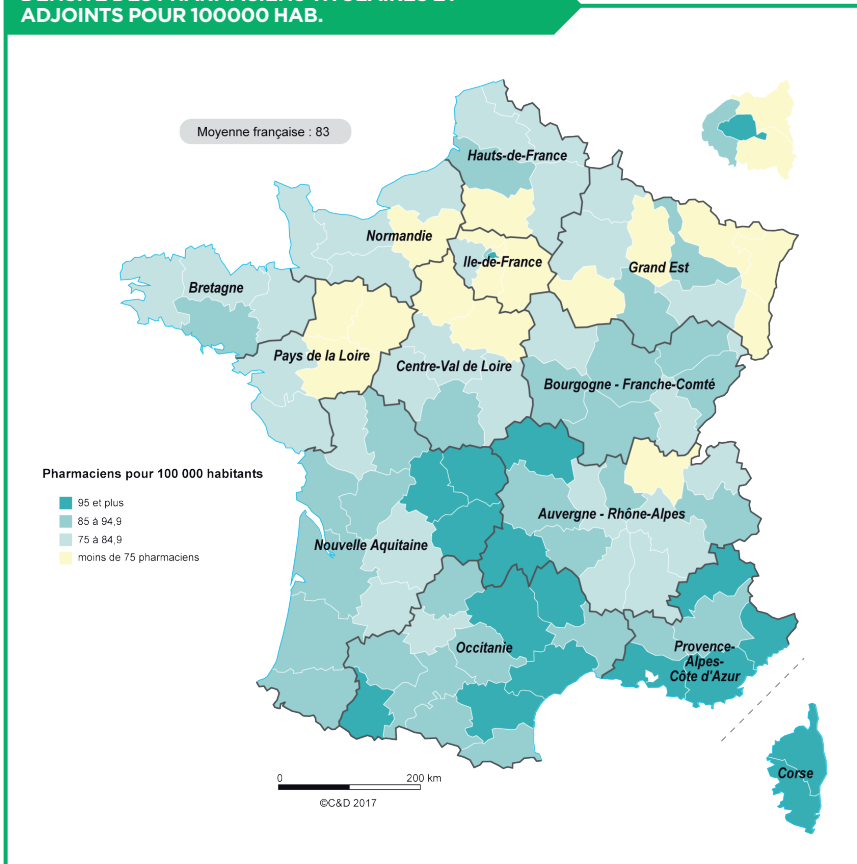 ADJOINTS POUR 100000 HAB.
Moyenne française : 83
Hauts-de-France
Normandie
Ile-de-France
Grand Est
Bretagne
Pays de la Loire
Centre-Val de Loire
Bourgogne - Franche-Comté
Pharmaciens pour 100 000 habitants
95 et plus
85 à 94,9
75 à 84,9
moins de 75 pharmaciens
Auvergne - Rhône-Alpes
Nouvelle Aquitaine
Occitanie
Provence-
Alpes-
Côte d'Azur
Corse
0
200 km
©C&D 2017